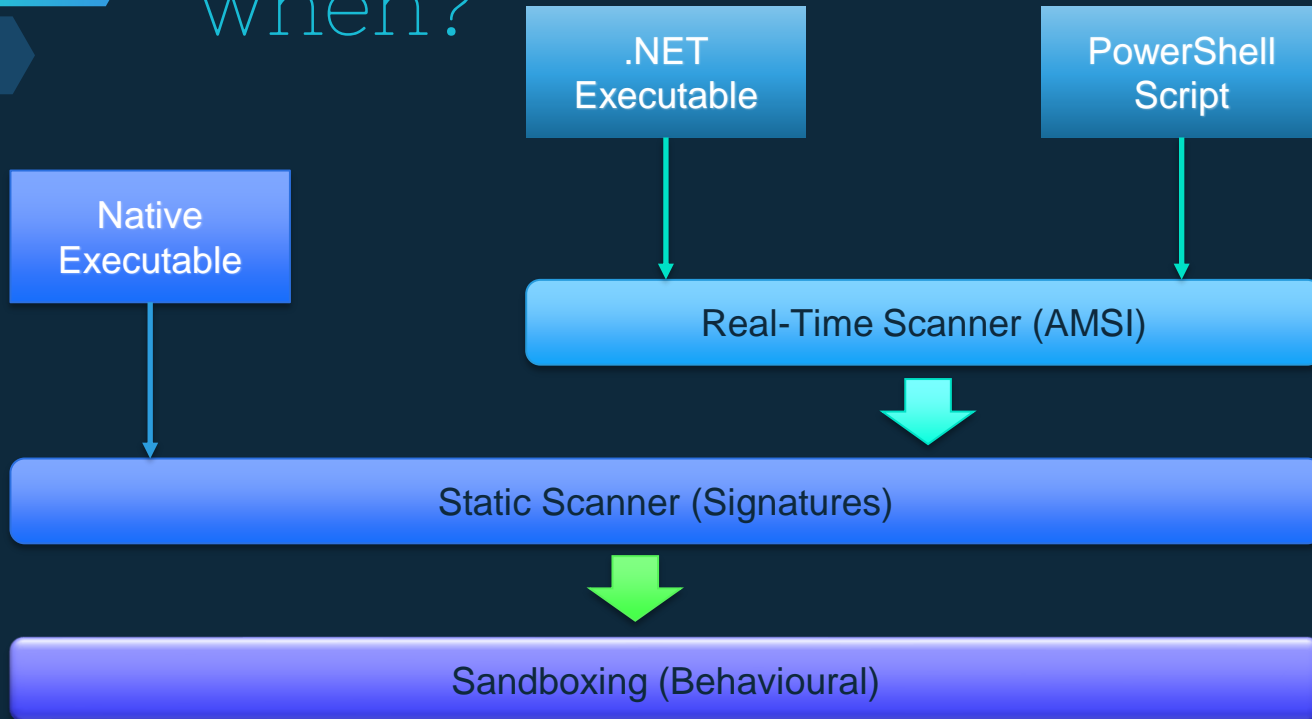 when?
.NET
Executable
PowerShell
Script
Native
Executable
Real-Time Scanner (AMSI)
Static Scanner (Signatures)
Sandboxing (Behavioural)